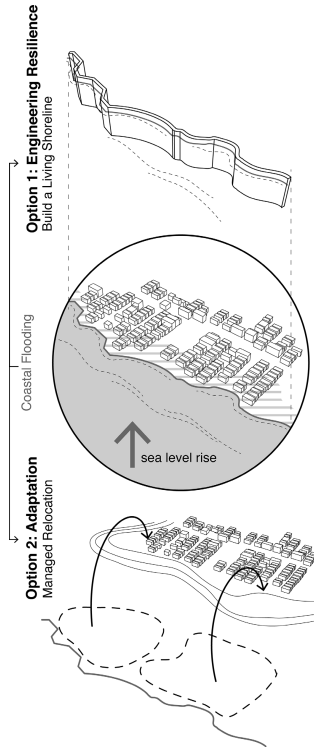 Option 1: Engineering Resilience
Build a Living Shoreline
Coastal Flooding
sea level rise
Option 2: Adaptation
Managed Relocation